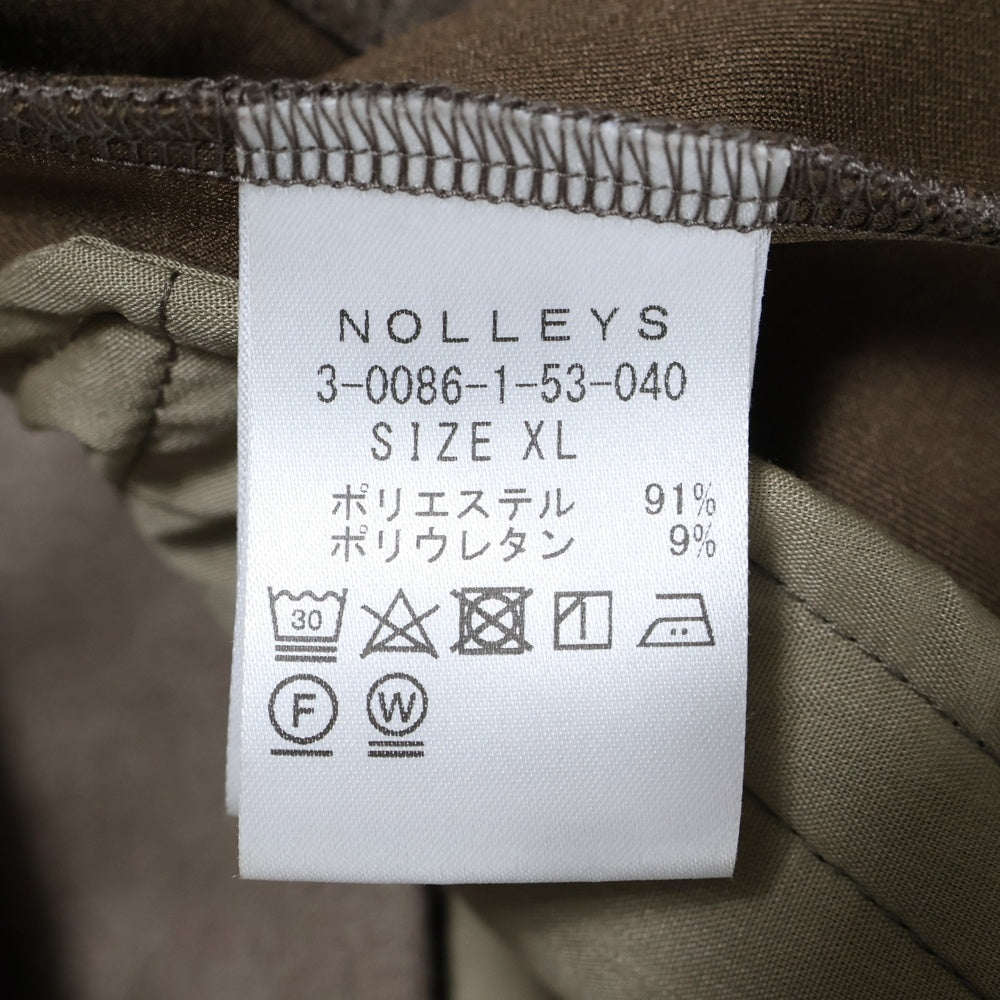 NOLLEYS
3-0086-1-53-040
SIZE XL
ポリエステル 91%
ポリウレタン 9%
30
F W